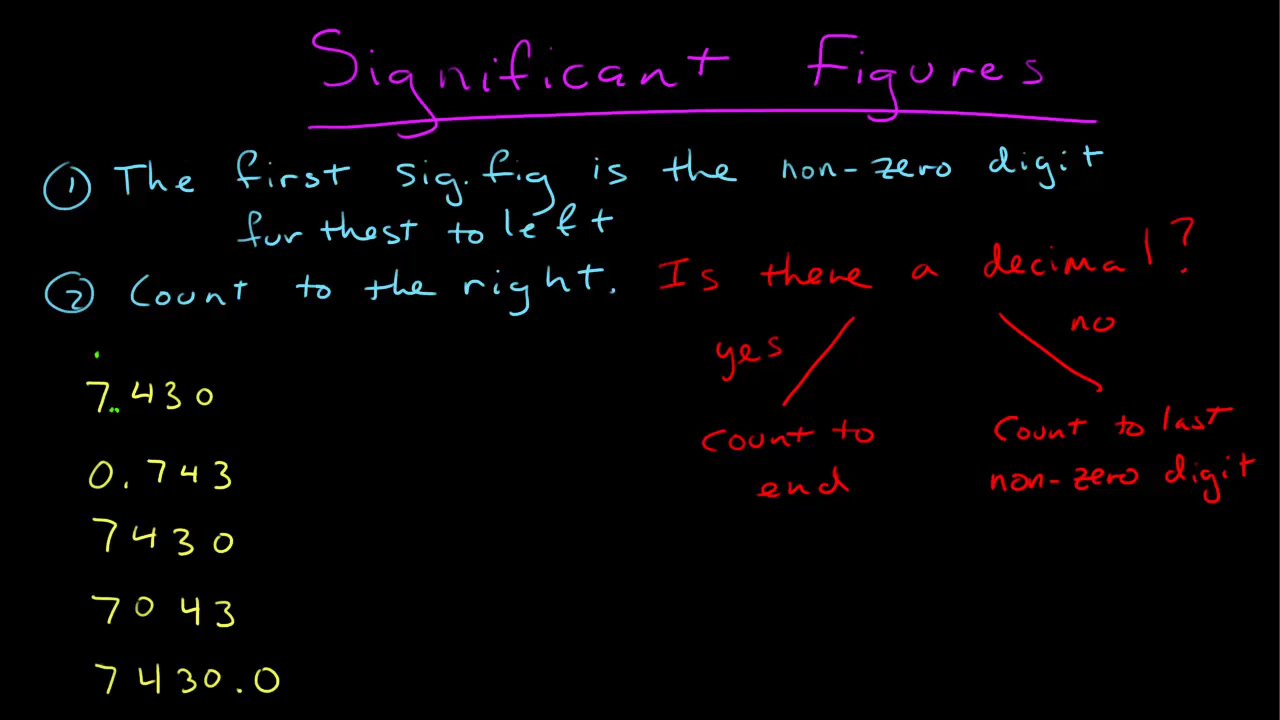 Significant Figures
① The first sig.fig is the non-zero digit
furthest to left
② Count to the right.
Is there a decimal?
yes
no
Count to
end
Count to last
non-zero digit
7.430
0.743
7430
7043
7430.0